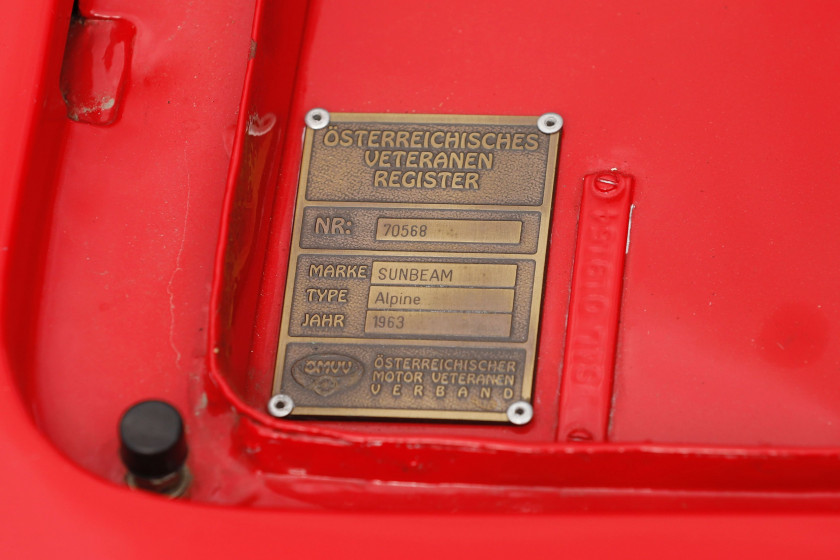 ÖSTERREICHISCHES
VETERANEN
REGISTER
NR: 70568
MARKE SUNBEAM
TYPE Alpine
JAHR 1963
ÖMVV
ÖSTERREICHISCHER
MOTOR VETERANEN
VERBAND